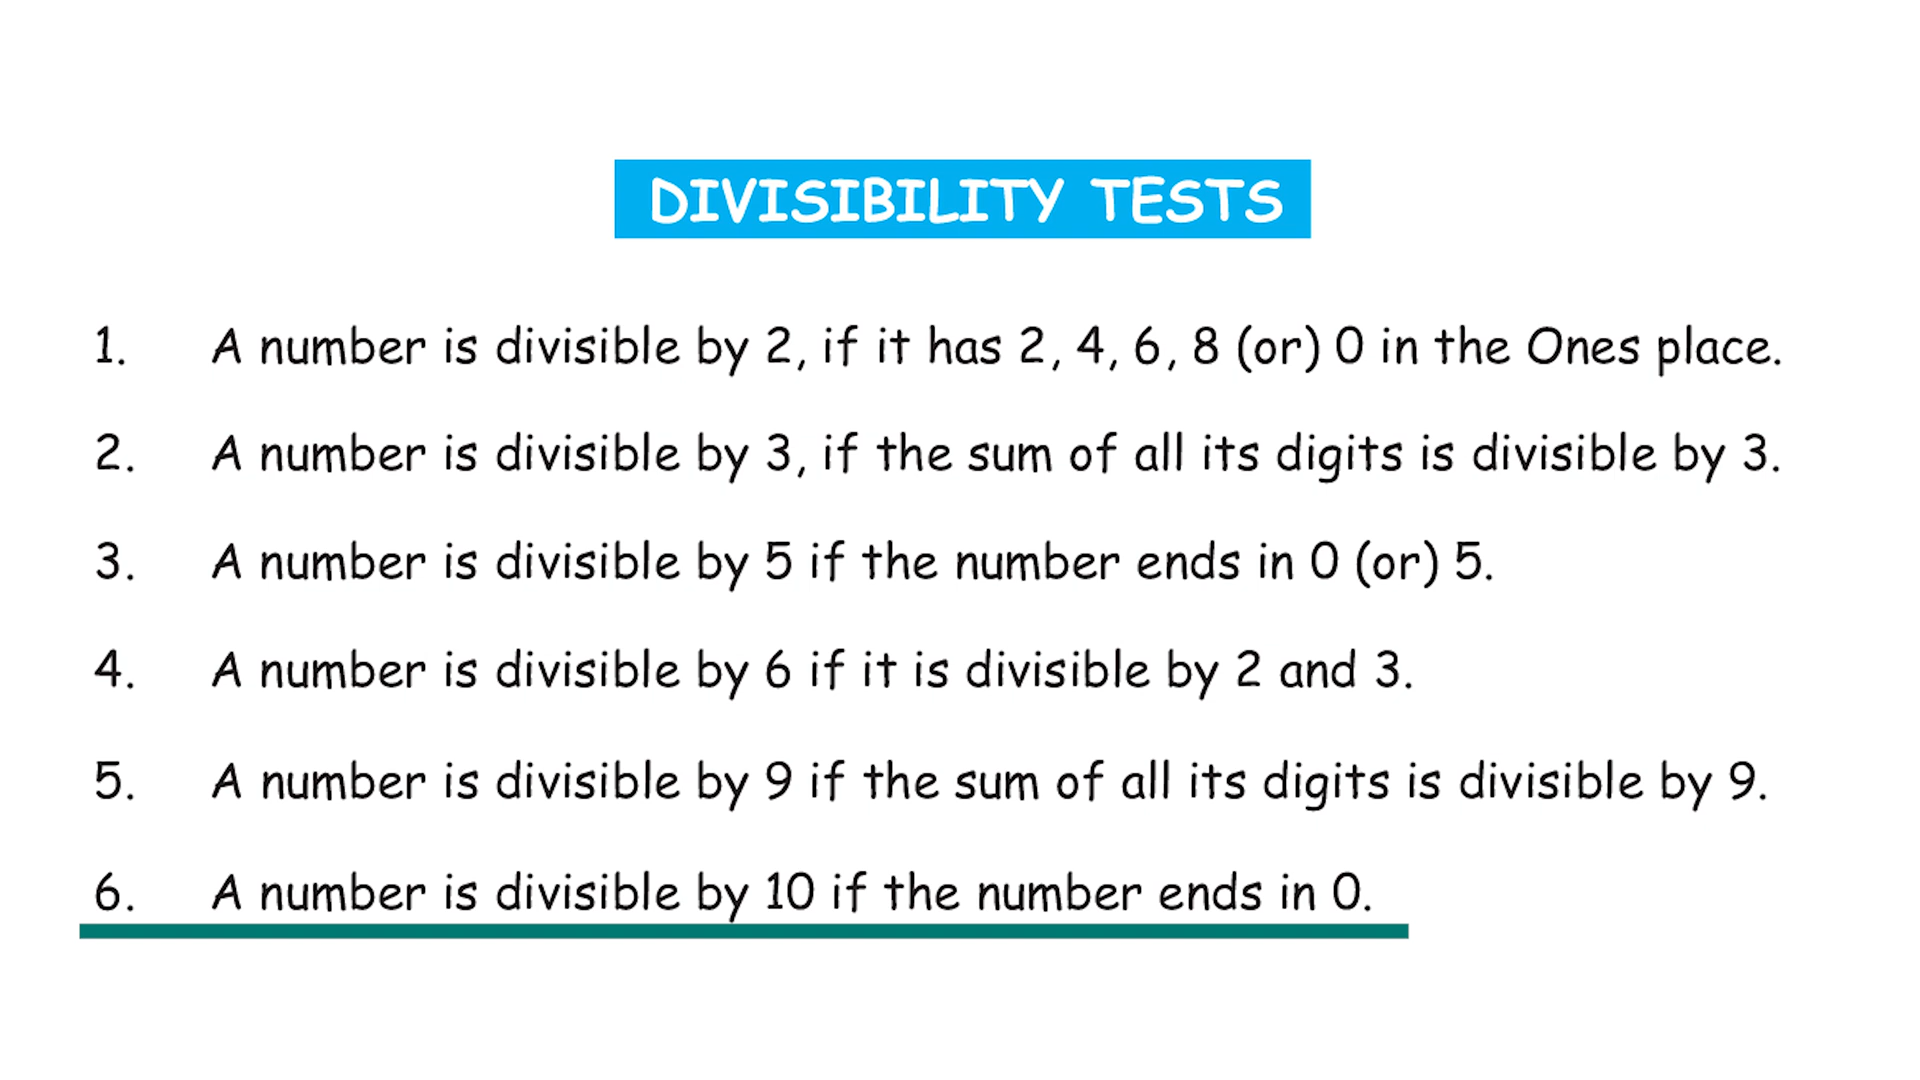 DIVISIBILITY TESTS
1. A number is divisible by 2, if it has 2, 4, 6, 8 (or) 0 in the Ones place.
2. A number is divisible by 3, if the sum of all its digits is divisible by 3.
3. A number is divisible by 5 if the number ends in 0 (or) 5.
4. A number is divisible by 6 if it is divisible by 2 and 3.
5. A number is divisible by 9 if the sum of all its digits is divisible by 9.
6. A number is divisible by 10 if the number ends in 0.